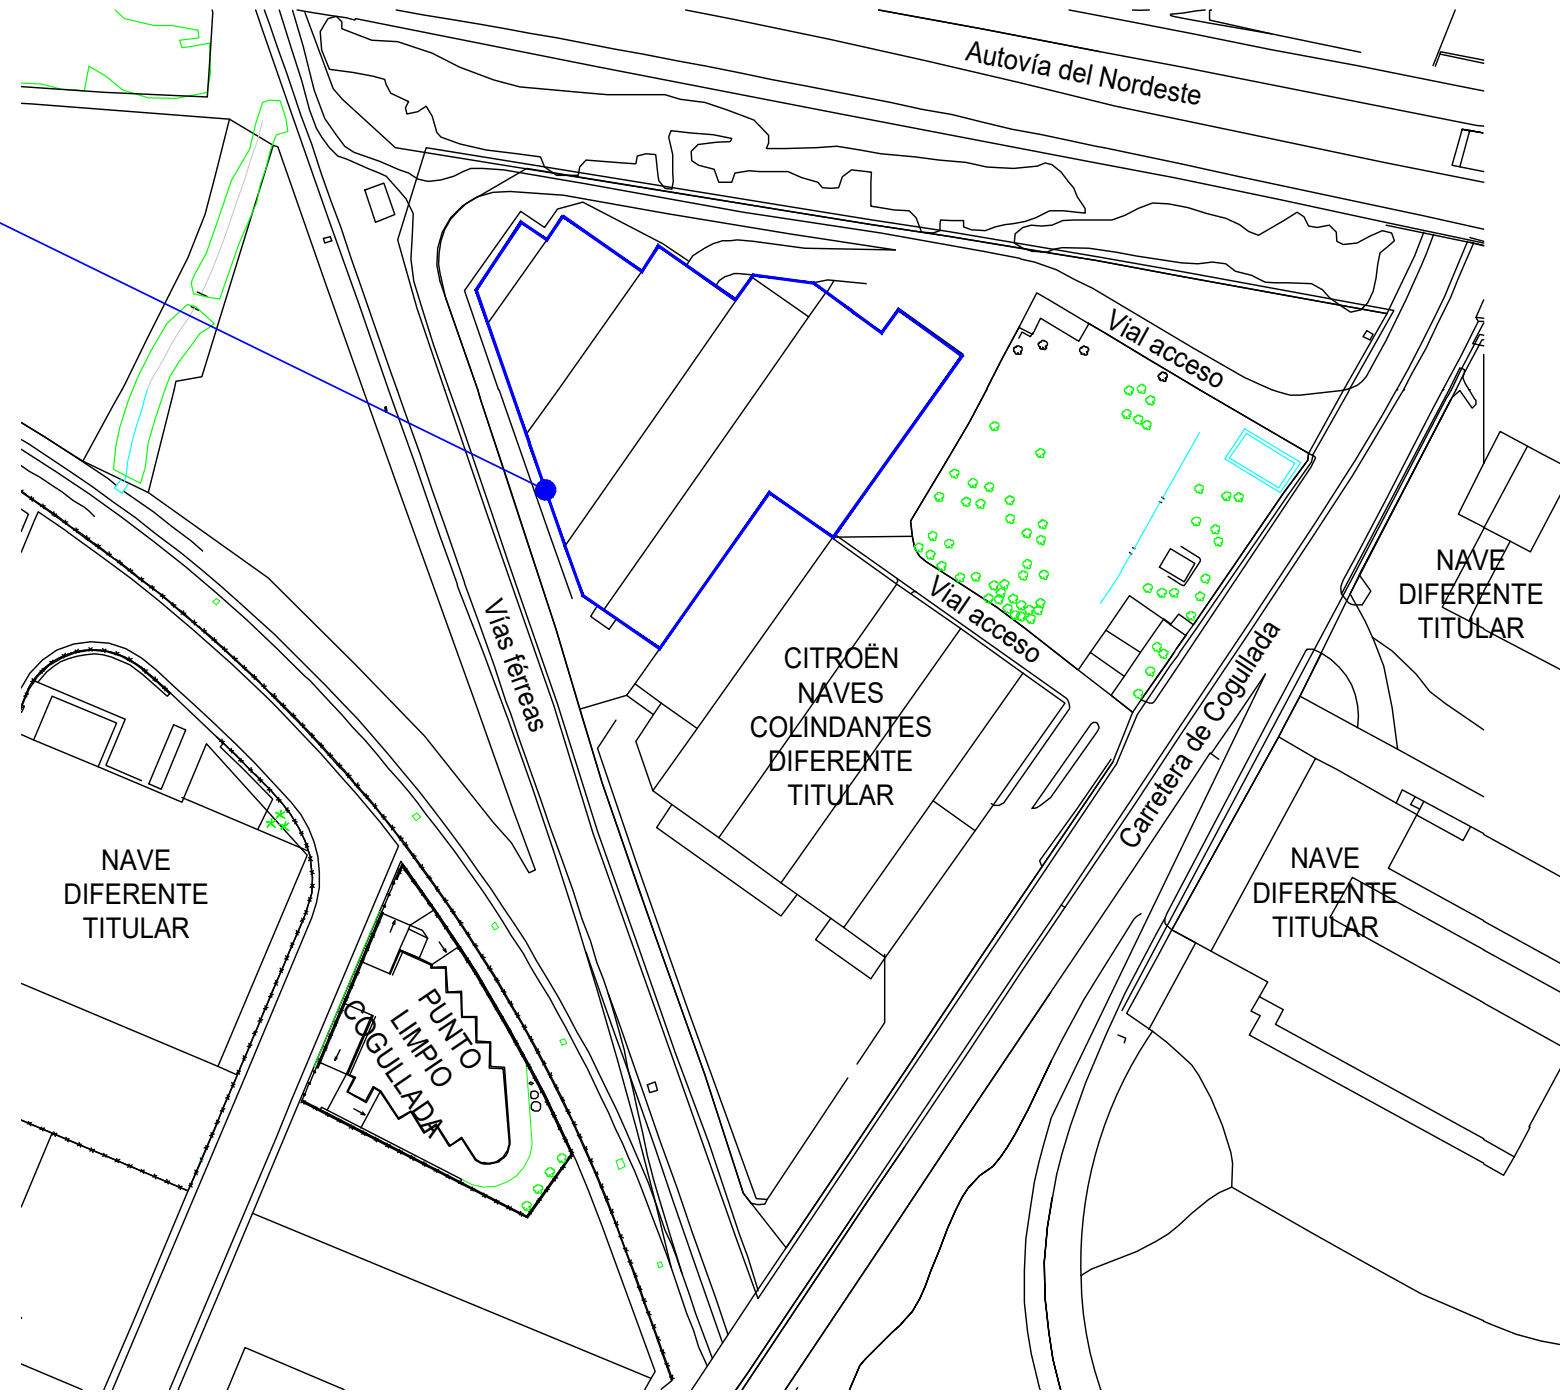 Autovía del Nordeste
Vial acceso
NAVE
DIFERENTE
TITULAR
Vial acceso
Vías férreas
CITROËN
NAVES
COLINDANTES
DIFERENTE
TITULAR
Carretera de Cogullada
NAVE
DIFERENTE
TITULAR
NAVE
DIFERENTE
TITULAR
PUNTO
LIMPIO
COGULLADA